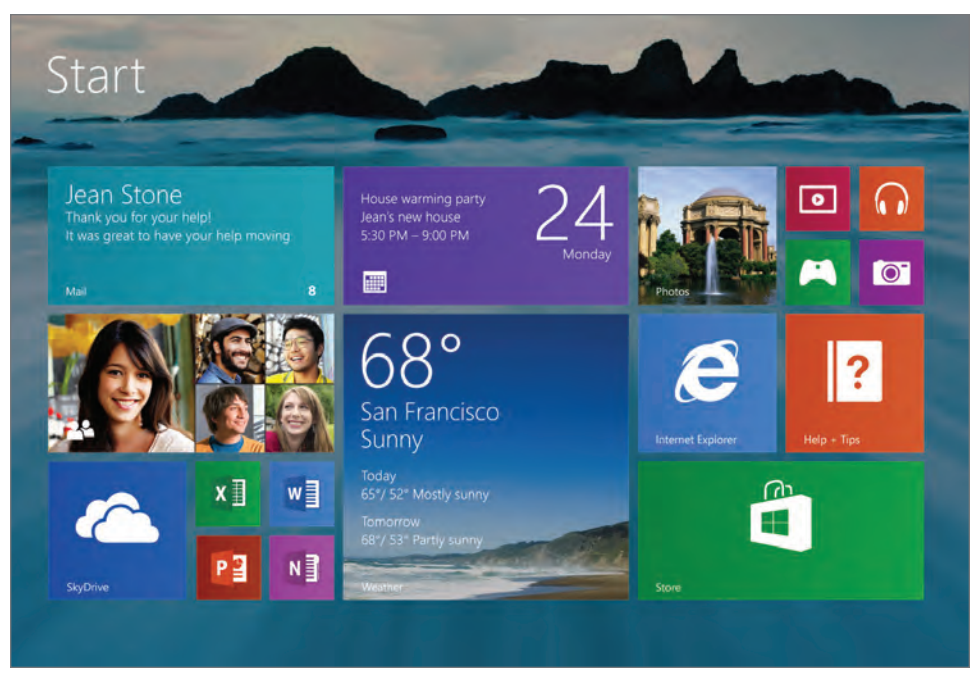 Start
Jean Stone
Thank you for your help!
It was great to have your help moving
Mail
8
House warming party
Jean's new house
5:30 PM – 9:00 PM
24
Monday
Photos
68°
San Francisco
Sunny
Today
65°/ 52° Mostly sunny
Tomorrow
68°/ 53° Partly sunny
Weather
Internet Explorer
Help + Tips
SkyDrive
X
W
P
N
Store